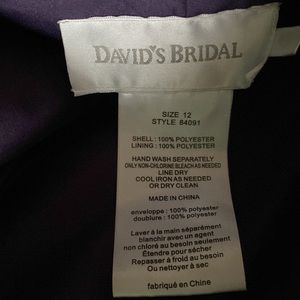 DAVID'S BRIDAL
SIZE 12
STYLE 84091
SHELL : 100% POLYESTER
LINING : 100% POLYESTER
HAND WASH SEPARATELY
ONLY NON-CHLORINE BLEACH AS NEEDED
LINE DRY
COOL IRON AS NEEDED
OR DRY CLEAN
MADE IN CHINA
enveloppe : 100% polyester
doublure : 100% polyester
Laver à la main séparément
blanchir avec un agent
non chloré au besoin seulement
Étendre pour sécher
Repasser à froid au besoin
Ou nettoyer à sec
fabriqué en Chine